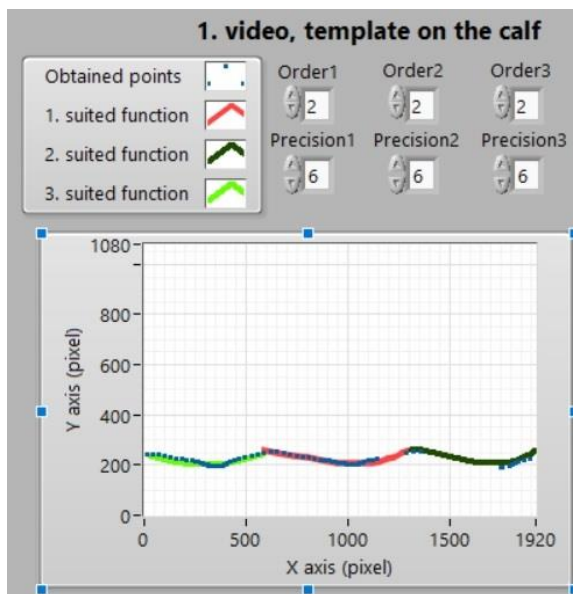 1. video, template on the calf
Obtained points
1. suited function
2. suited function
3. suited function
Order1 Order2 Order3
2 2 2
Precision1 Precision2 Precision3
6 6 6
1080
800
600
400
200
0
Y axis (pixel)
0 500 1000 1500 1920
X axis (pixel)